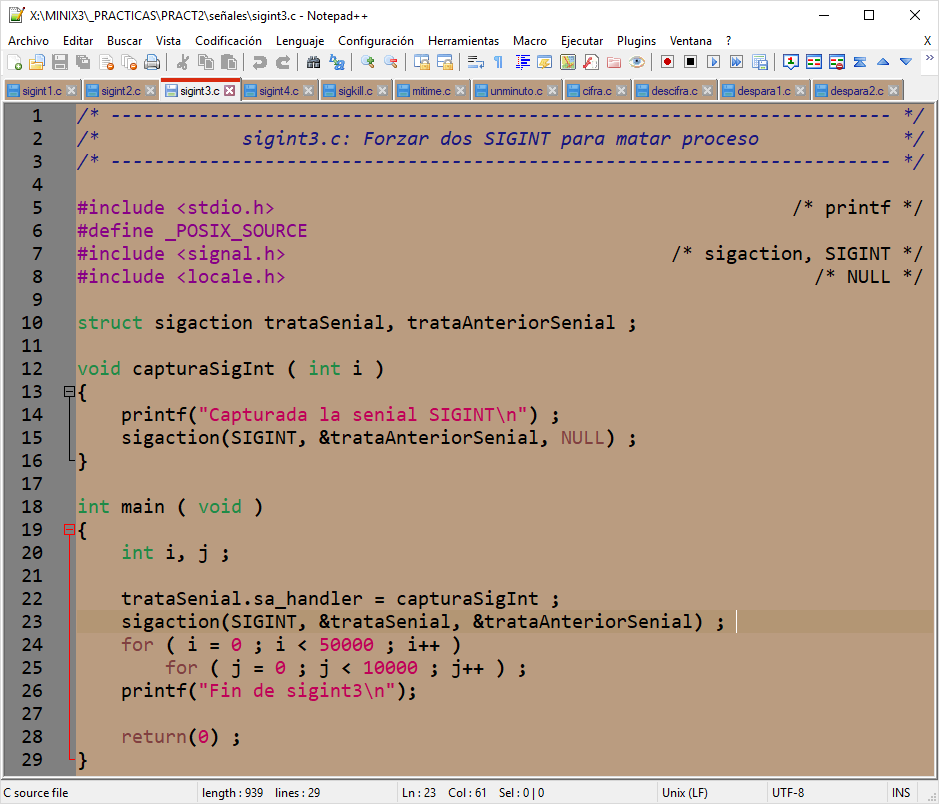 X:\MINIX3\_PRACTICAS\PRACT2\señales\sigint3.c - Notepad++
Archivo Editar Buscar Vista Codificación Lenguaje Configuración Herramientas Macro Ejecutar Plugins Ventana ? X
sigint1.c sigint2.c sigint3.c sigint4.c sigkill.c mitime.c unminuto.c cifra.c descifra.c despara1.c despara2.c
1 /* ----------------------------------------------------------------------- */
2 /* sigint3.c: Forzar dos SIGINT para matar proceso */
3 /* ----------------------------------------------------------------------- */
4
5 #include <stdio.h> /* printf */
6 #define _POSIX_SOURCE
7 #include <signal.h> /* sigaction, SIGINT */
8 #include <locale.h> /* NULL */
9
10 struct sigaction trataSenial, trataAnteriorSenial ;
11
12 void capturaSigInt ( int i )
13 {
14 printf("Capturada la senial SIGINT\n") ;
15 sigaction(SIGINT, &trataAnteriorSenial, NULL) ;
16 }
17
18 int main ( void )
19 {
20 int i, j ;
21
22 trataSenial.sa_handler = capturaSigInt ;
23 sigaction(SIGINT, &trataSenial, &trataAnteriorSenial) ;
24 for ( i = 0 ; i < 50000 ; i++ )
25 for ( j = 0 ; j < 10000 ; j++ ) ;
26 printf("Fin de sigint3\n");
27
28 return(0) ;
29 }
C source file length : 939 lines : 29 Ln : 23 Col : 61 Sel : 0 | 0 Unix (LF) UTF-8 INS